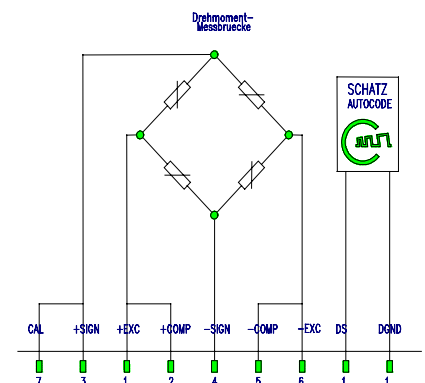 Drehmoment-
Messbruecke
SCHATZ
AUTOCODE
CAL +SIGN +EXC +COMP -SIGN -COMP -EXC DS DGND
7 3 1 2 4 5 6 1 1